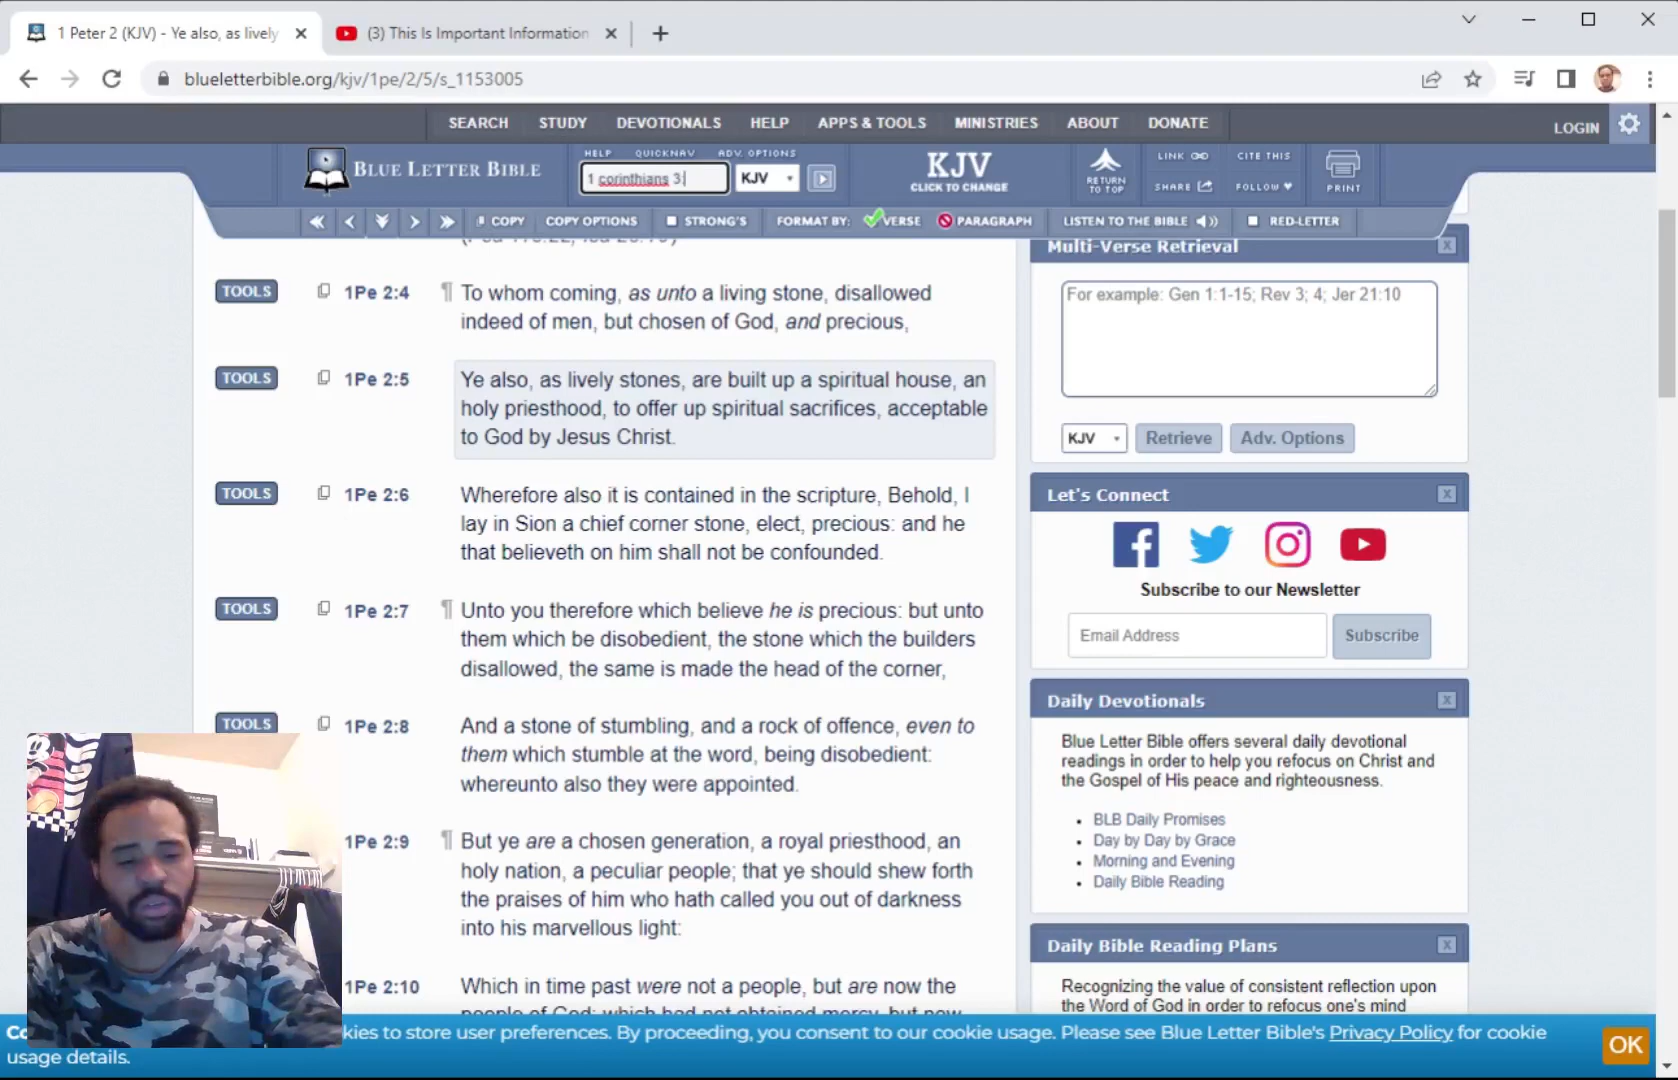 1 Peter 2 (KJV) - Ye also, as lively
(3) This Is Important Information
blueletterbible.org/kjv/1pe/2/5/s_1153005
SEARCH STUDY DEVOTIONALS HELP APPS & TOOLS MINISTRIES ABOUT DONATE LOGIN
BLUE LETTER BIBLE
HELP QUICKNAV ADV. OPTIONS
1 corinthians 3: KJV
KJV
CLICK TO CHANGE
RETURN
TO TOP
LINK CITE THIS
SHARE FOLLOW
PRINT
COPY COPY OPTIONS STRONG'S FORMAT BY: VERSE PARAGRAPH LISTEN TO THE BIBLE RED-LETTER
TOOLS 1Pe 2:4 ¶ To whom coming, as unto a living stone, disallowed
indeed of men, but chosen of God, and precious,
TOOLS 1Pe 2:5 Ye also, as lively stones, are built up a spiritual house, an
holy priesthood, to offer up spiritual sacrifices, acceptable
to God by Jesus Christ.
TOOLS 1Pe 2:6 Wherefore also it is contained in the scripture, Behold, I
lay in Sion a chief corner stone, elect, precious: and he
that believeth on him shall not be confounded.
TOOLS 1Pe 2:7 ¶ Unto you therefore which believe he is precious: but unto
them which be disobedient, the stone which the builders
disallowed, the same is made the head of the corner,
TOOLS 1Pe 2:8 And a stone of stumbling, and a rock of offence, even to
them which stumble at the word, being disobedient:
whereunto also they were appointed.
1Pe 2:9 ¶ But ye are a chosen generation, a royal priesthood, an
holy nation, a peculiar people; that ye should shew forth
the praises of him who hath called you out of darkness
into his marvellous light:
1Pe 2:10 Which in time past were not a people, but are now the
people of God: which had not obtained mercy, but now
Multi-Verse Retrieval
For example: Gen 1:1-15; Rev 3; 4; Jer 21:10
KJV Retrieve Adv. Options
Let's Connect
Subscribe to our Newsletter
Email Address Subscribe
Daily Devotionals
Blue Letter Bible offers several daily devotional
readings in order to help you refocus on Christ and
the Gospel of His peace and righteousness.
BLB Daily Promises
Day by Day by Grace
Morning and Evening
Daily Bible Reading
Daily Bible Reading Plans
Recognizing the value of consistent reflection upon
the Word of God in order to refocus one's mind
Co kies to store user preferences. By proceeding, you consent to our cookie usage. Please see Blue Letter Bible's Privacy Policy for cookie
usage details.
OK